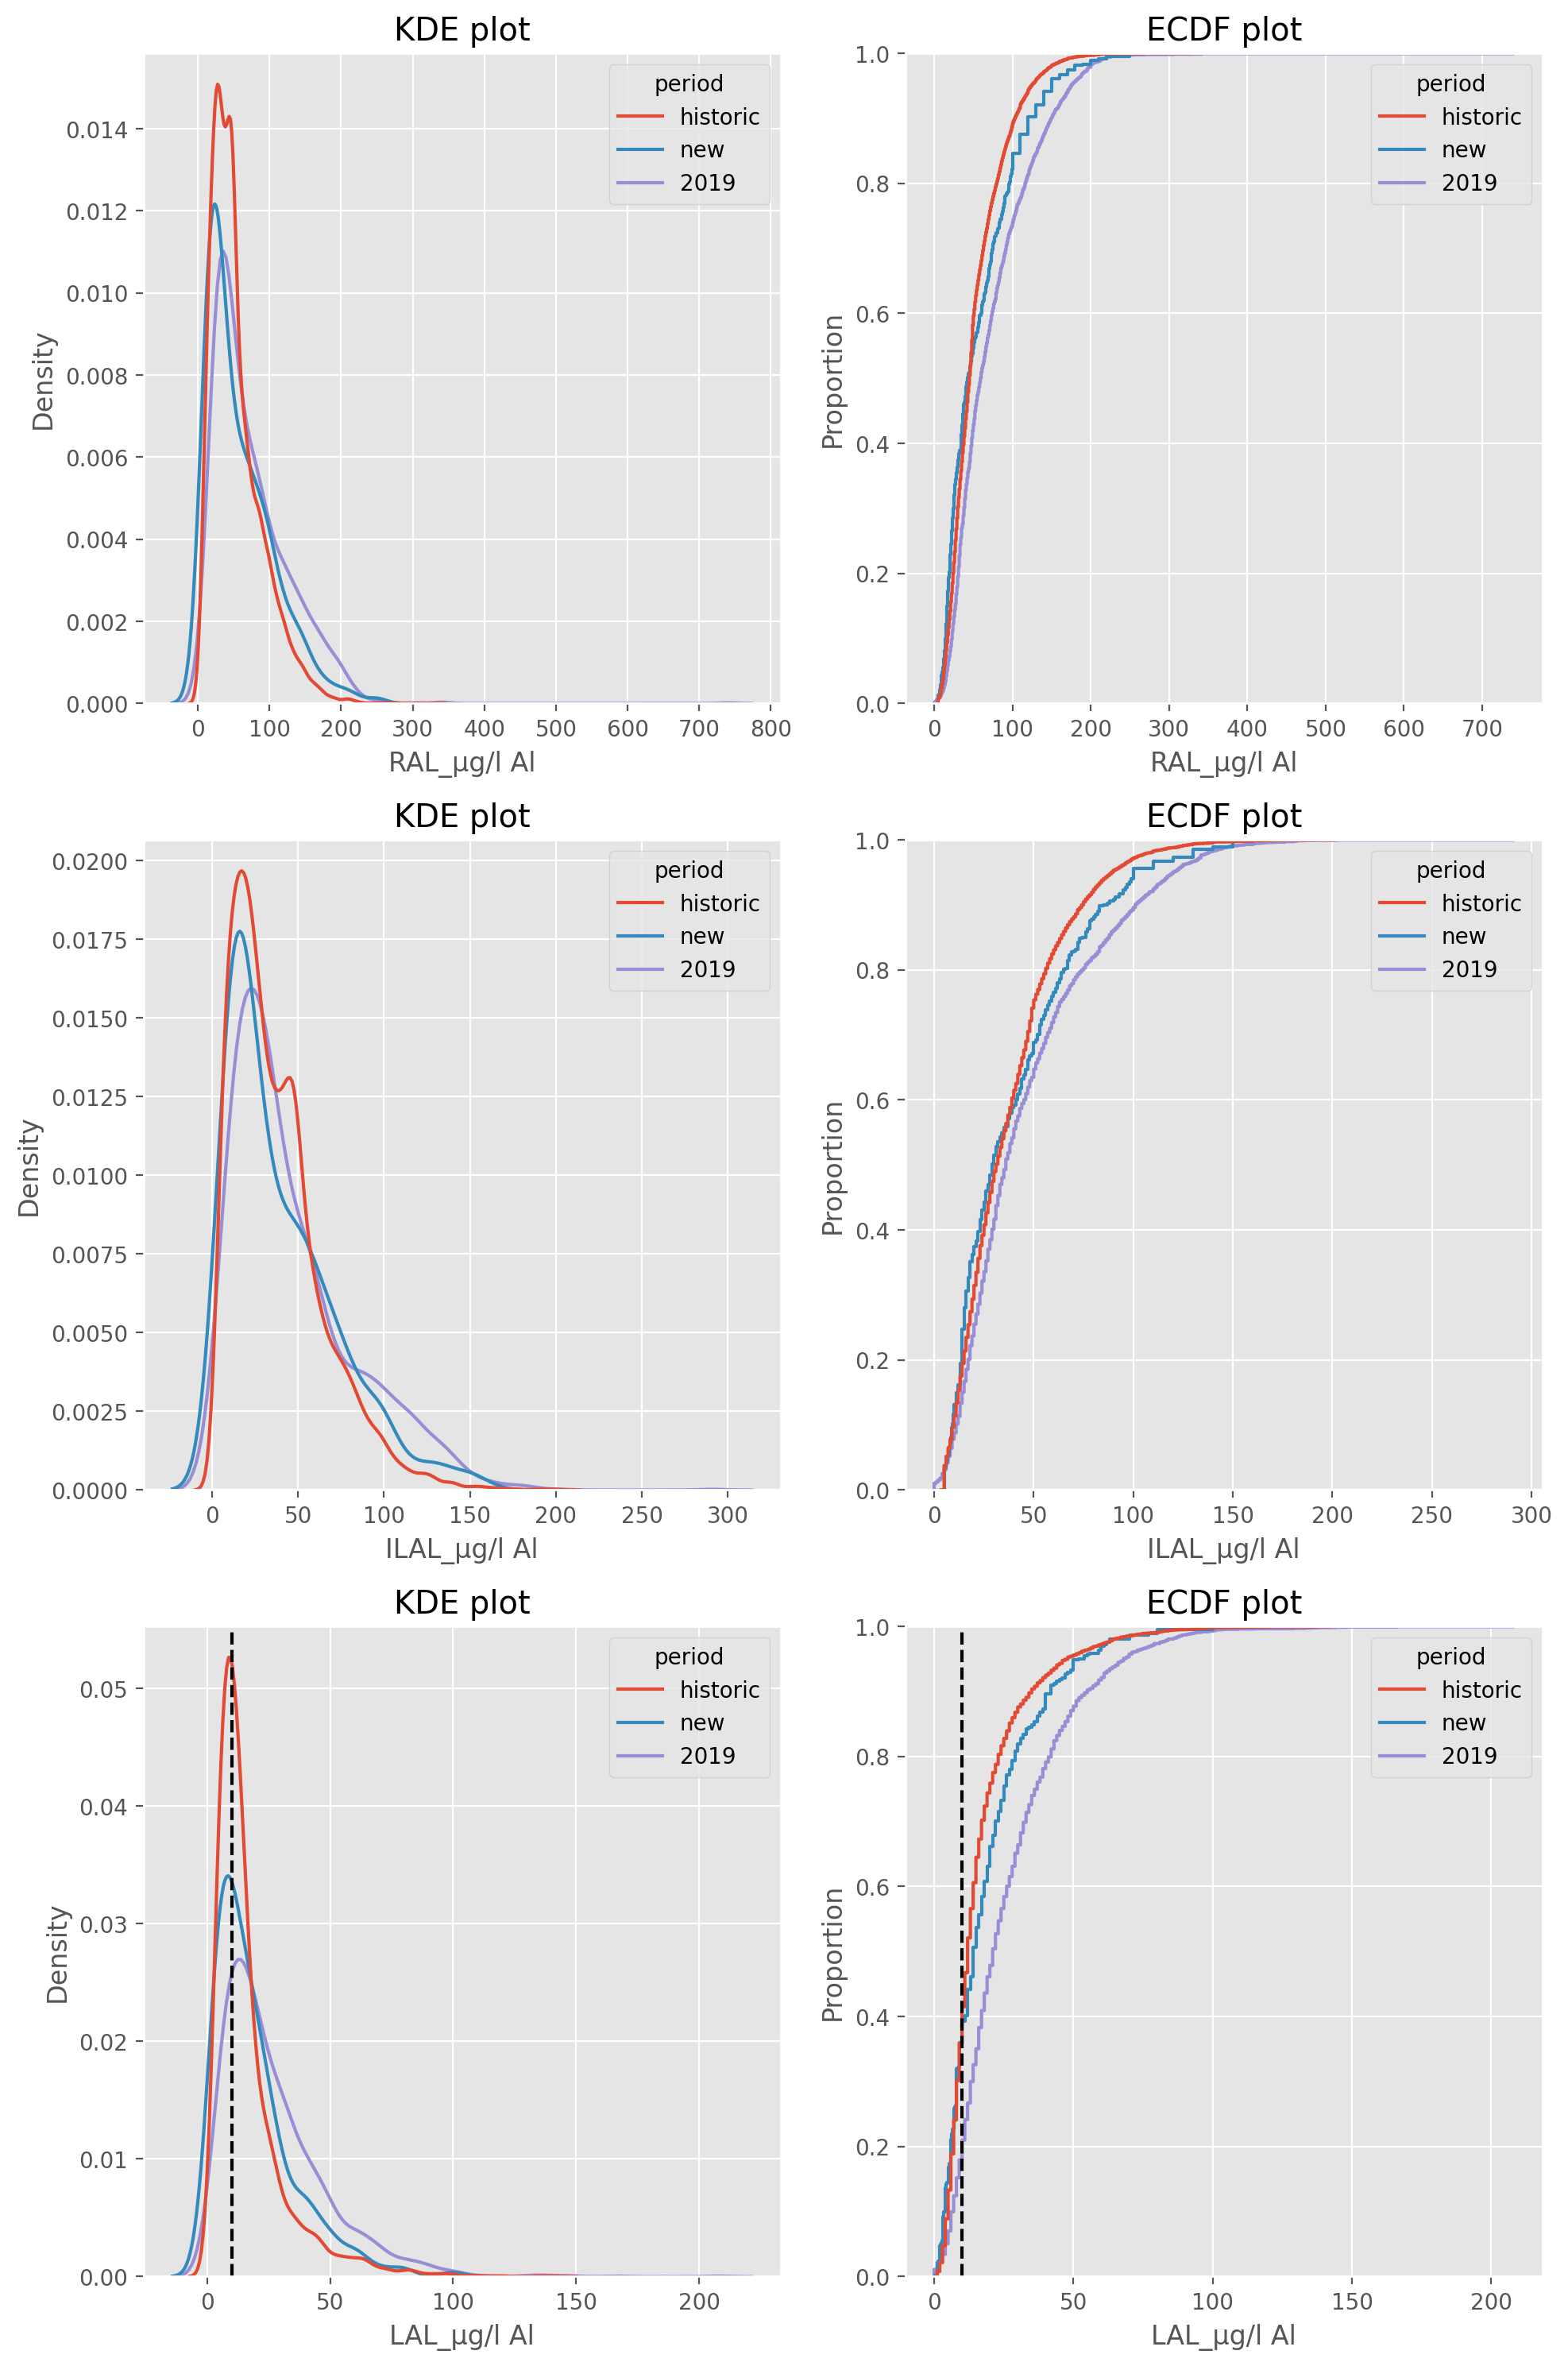 KDE plot
Density
0.014
0.012
0.010
0.008
0.006
0.004
0.002
0.000
0 100 200 300 400 500 600 700 800
RAL_µg/l Al
period
historic
new
2019
ECDF plot
Proportion
1.0
0.8
0.6
0.4
0.2
0.0
0 100 200 300 400 500 600 700
RAL_µg/l Al
period
historic
new
2019
KDE plot
Density
0.0200
0.0175
0.0150
0.0125
0.0100
0.0075
0.0050
0.0025
0.0000
0 50 100 150 200 250 300
ILAL_µg/l Al
period
historic
new
2019
ECDF plot
Proportion
1.0
0.8
0.6
0.4
0.2
0.0
0 50 100 150 200 250 300
ILAL_µg/l Al
period
historic
new
2019
KDE plot
Density
0.05
0.04
0.03
0.02
0.01
0.00
0 50 100 150 200
LAL_µg/l Al
period
historic
new
2019
ECDF plot
Proportion
1.0
0.8
0.6
0.4
0.2
0.0
0 50 100 150 200
LAL_µg/l Al
period
historic
new
2019